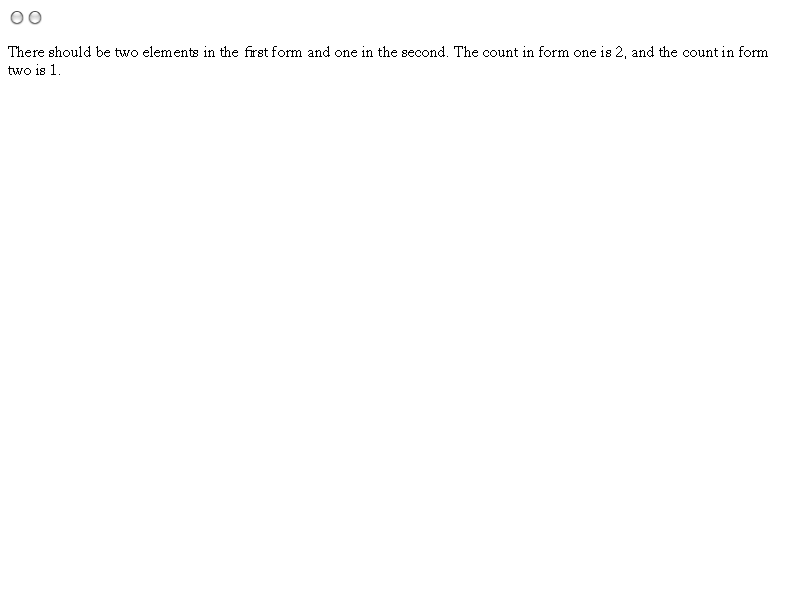 There should be two elements in the first form and one in the second. The count in form one is 2, and the count in form
two is 1.